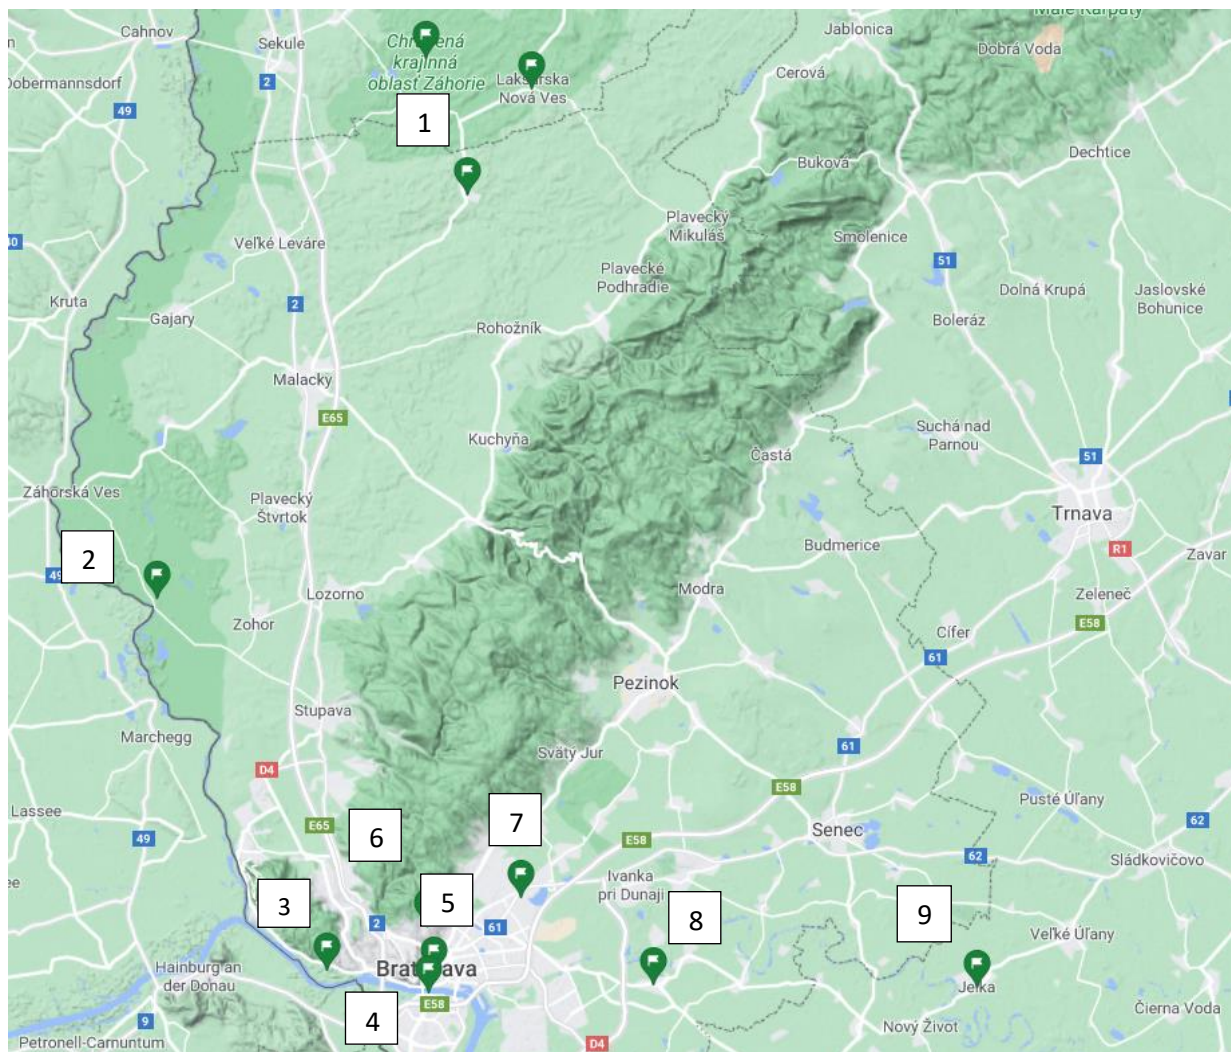 Malé Karpaty
Cahnov
Sekule
Jablonica
Chránená
krajinná
oblasť Záhorie
Dobrá Voda
Dobermannsdorf
2
Lakšárska
Nová Ves
Cerová
49
1
Dechtice
Buková
Plavecký
Mikuláš
40
Veľké Leváre
Smolenice
51
Plavecké
Podhradie
Kruta
2
Dolná Krupá
Jaslovské
Bohunice
Gajary
Rohožník
Boleráz
Malacky
E65
Kuchyňa
Suchá nad
Parnou
Častá
51
Záhorská Ves
Plavecký
Štvrtok
Trnava
Budmerice
R1
Zavar
2
49
Lozorno
Modra
Zeleneč
Zohor
Cífer
E58
61
Pezinok
Stupava
Marchegg
Svätý Jur
61
D4
E58
Lassee
Pusté Úľany
49
E65
6
7
E58
Senec
62
62
Sládkovičovo
Ivanka
pri Dunaji
3
5
8
9
2
61
Veľké Úľany
Hainburg an
der Donau
Bratislava
Jelka
E58
Čierna Voda
4
9
Nový Život
Petronell-Carnuntum
D4